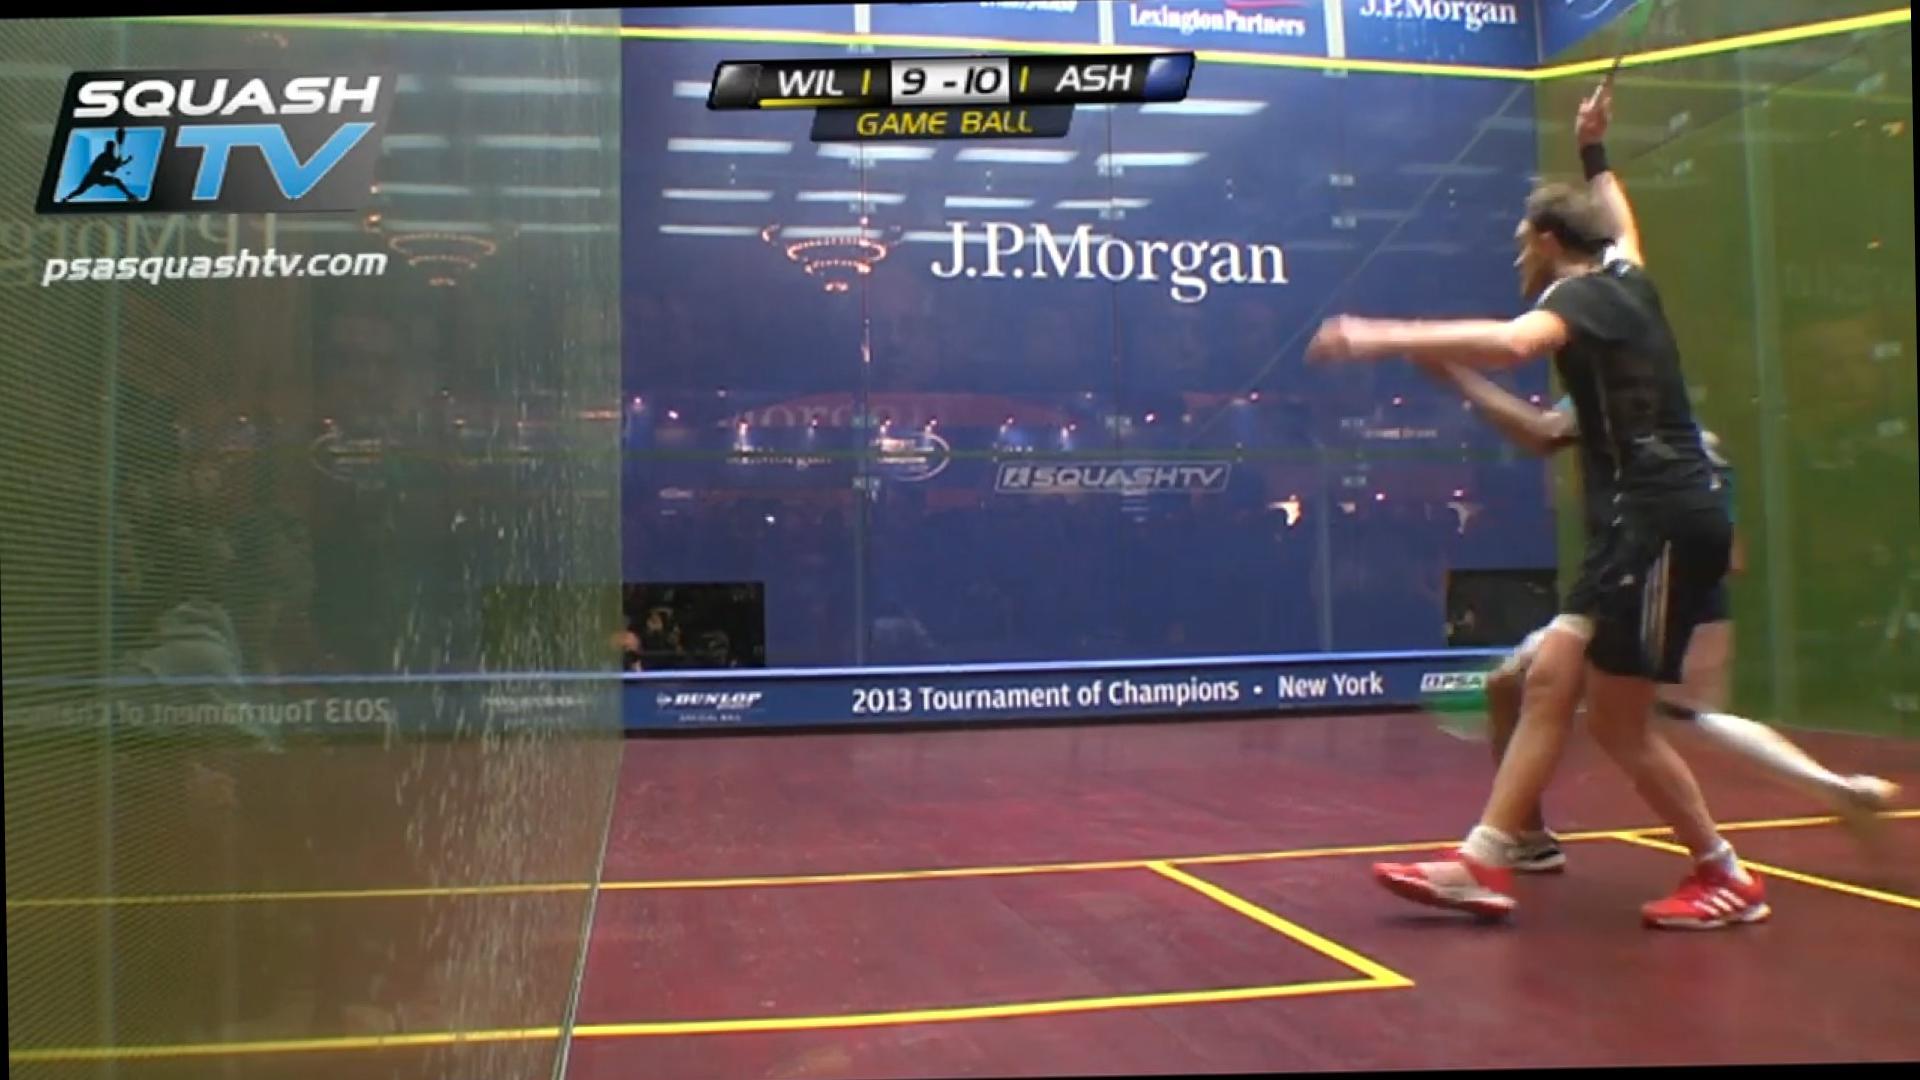 LexingtonPartners
J.P.Morgan
SQUASH
TV
psasquashtv.com
WIL 1 9 - 10 1 ASH
GAME BALL
J.P.Morgan
SQUASHTV
DUNLOP
2013 Tournament of Champions • New York
PSA